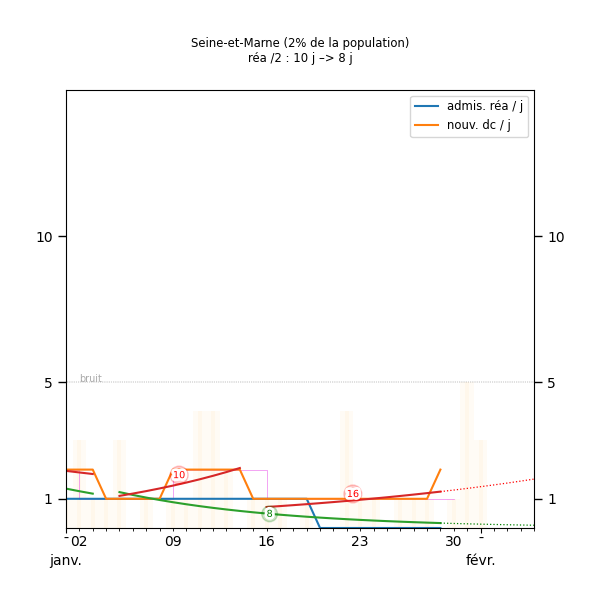 Seine-et-Marne (2% de la population)
réa /2 : 10 j –> 8 j
admis. réa / j
nouv. dc / j
10
10
bruit
5
5
10
16
8
1
1
02
09
16
23
30
-
janv.
févr.